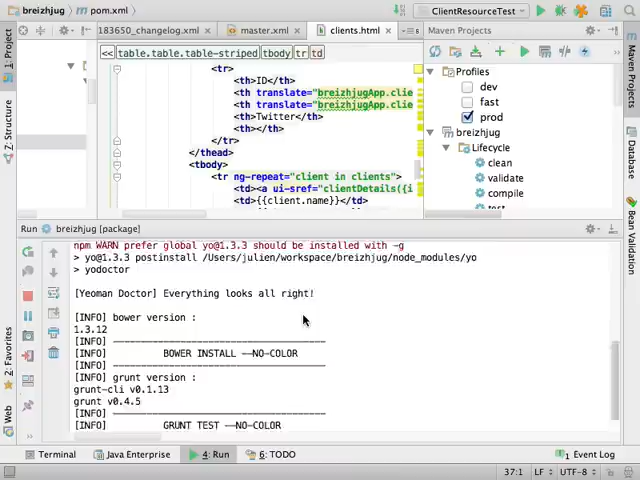 breizhjug pom.xml
ClientResourceTest
183650_changelog.xml master.xml clients.html
Maven Projects
<< table.table.table-striped tbody tr td
<tr>
<th>ID</th>
<th translate="breizhjugApp.clie
<th translate="breizhjugApp.clie
<th>Twitter</th>
<th></th>
</tr>
</thead>
<tbody>
<tr ng-repeat="client in clients">
<td><a ui-sref="clientDetails({i
<td>{{client.name}}</td>
Profiles
dev
fast
prod
breizhjug
Lifecycle
clean
validate
compile
test
1: Project
7: Structure
2: Favorites
Web
Maven Projects
Database
Bean Validation
Run breizhjug [package]
npm WARN prefer global yo@1.3.3 should be installed with -g
> yo@1.3.3 postinstall /Users/julien/workspace/breizhjug/node_modules/yo
> yodoctor
[Yeoman Doctor] Everything looks all right!
[INFO] bower version :
1.3.12
[INFO] ------------------------------------
[INFO] BOWER INSTALL --NO-COLOR
[INFO] ------------------------------------
[INFO] grunt version :
grunt-cli v0.1.13
grunt v0.4.5
[INFO] ------------------------------------
[INFO] GRUNT TEST --NO-COLOR
Terminal Java Enterprise 4: Run 6: TODO 1 Event Log
37:1 LF UTF-8